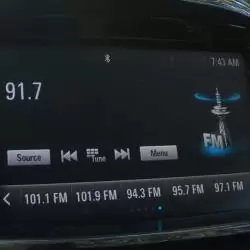 7:43 AM
91.7
FM
Source Tune Menu
101.1 FM 101.9 FM 94.3 FM 95.7 FM 97.1 FM